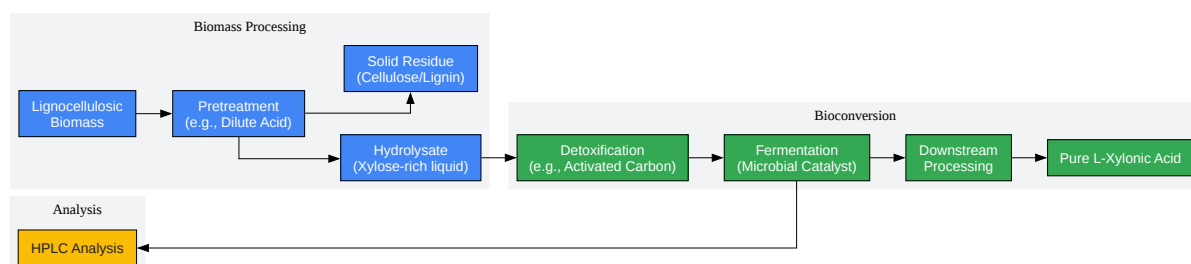 Biomass Processing
Solid Residue
(Cellulose/Lignin)
Lignocellulosic
Biomass
Pretreatment
(e.g., Dilute Acid)
Hydrolysate
(Xylose-rich liquid)
Bioconversion
Detoxification
(e.g., Activated Carbon)
Fermentation
(Microbial Catalyst)
Downstream
Processing
Pure L-Xylonic Acid
Analysis
HPLC Analysis